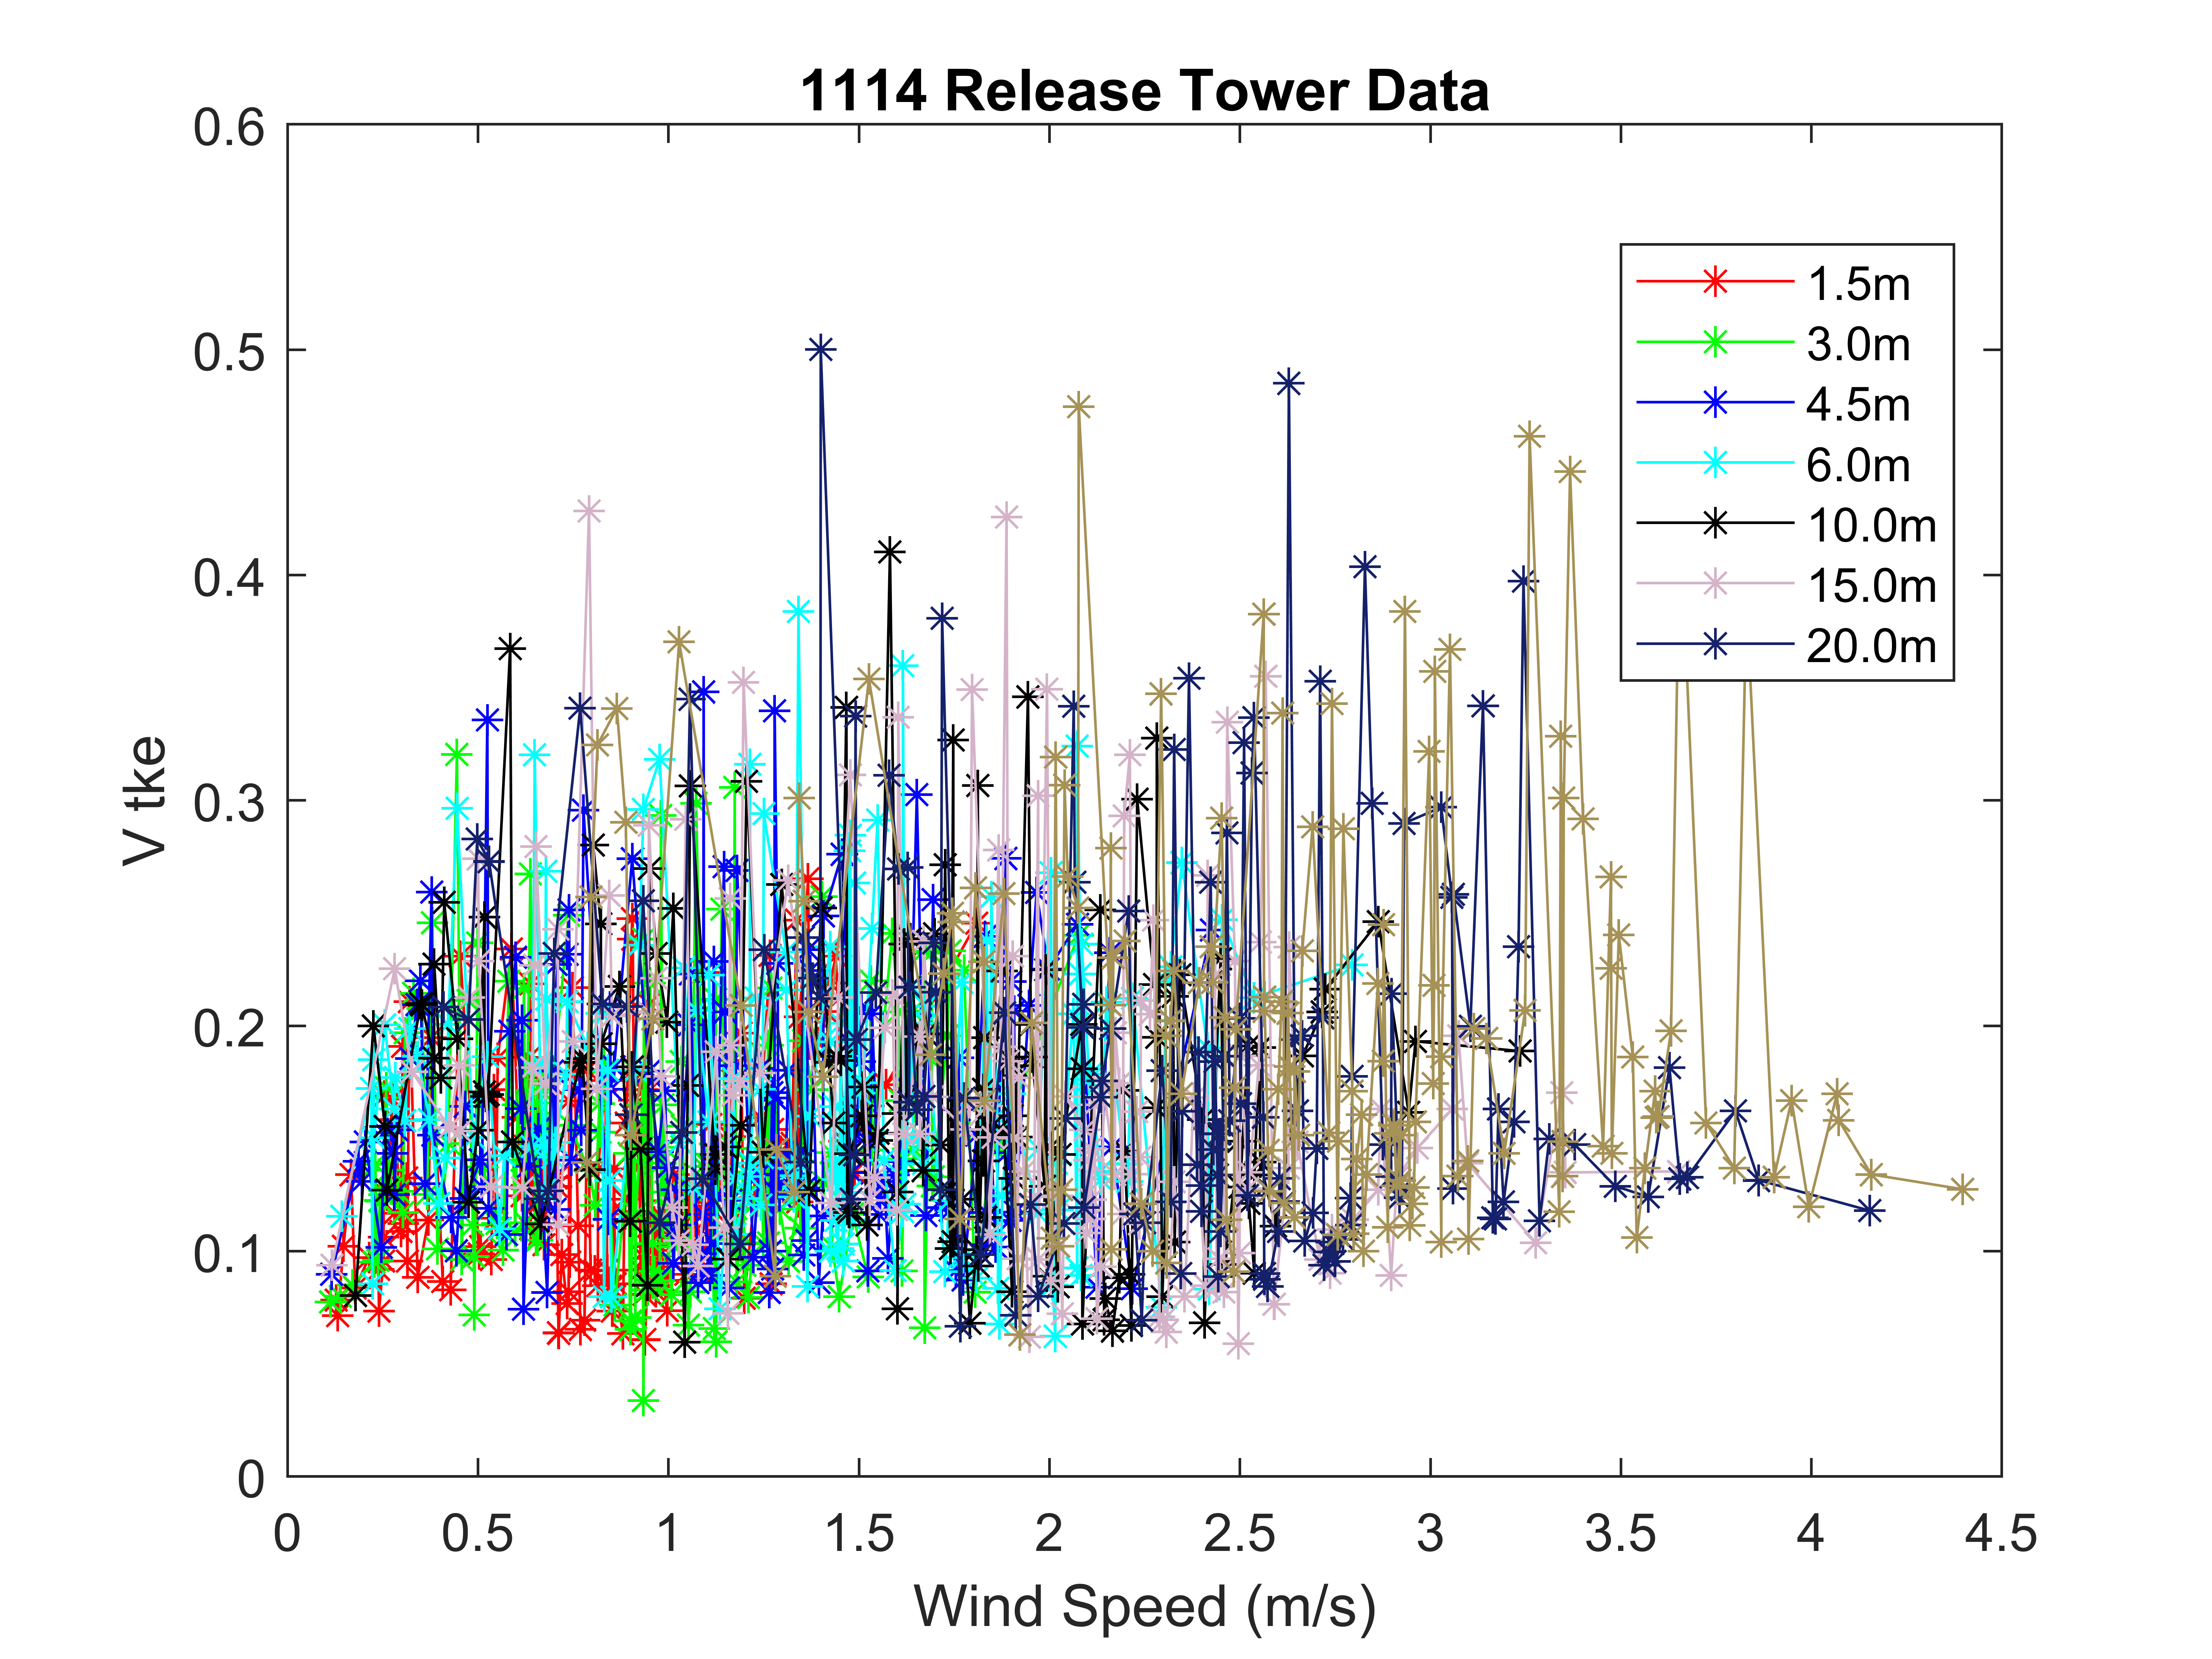 1114 Release Tower Data
0.6
0.5
0.4
0.3
0.2
0.1
0
V tke
1.5m
3.0m
4.5m
6.0m
10.0m
15.0m
20.0m
0 0.5 1 1.5 2 2.5 3 3.5 4 4.5
Wind Speed (m/s)